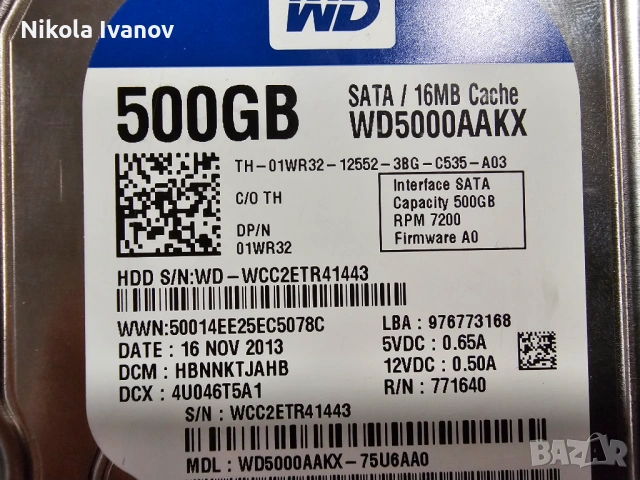 Nikola Ivanov
WD
500GB
SATA / 16MB Cache
WD5000AAKX
TH-01WR32-12552-3BG-C535-A03
C/O TH
DP/N
01WR32
Interface SATA
Capacity 500GB
RPM 7200
Firmware A0
HDD S/N:WD-WCC2ETR41443
WWN:50014EE25EC5078C
DATE : 16 NOV 2013
DCM : HBNNKTJAHB
DCX : 4U046T5A1
LBA : 976773168
5VDC : 0.65A
12VDC : 0.50A
R/N : 771640
S/N : WCC2ETR41443
MDL : WD5000AAKX-75U6AA0
BAZAR